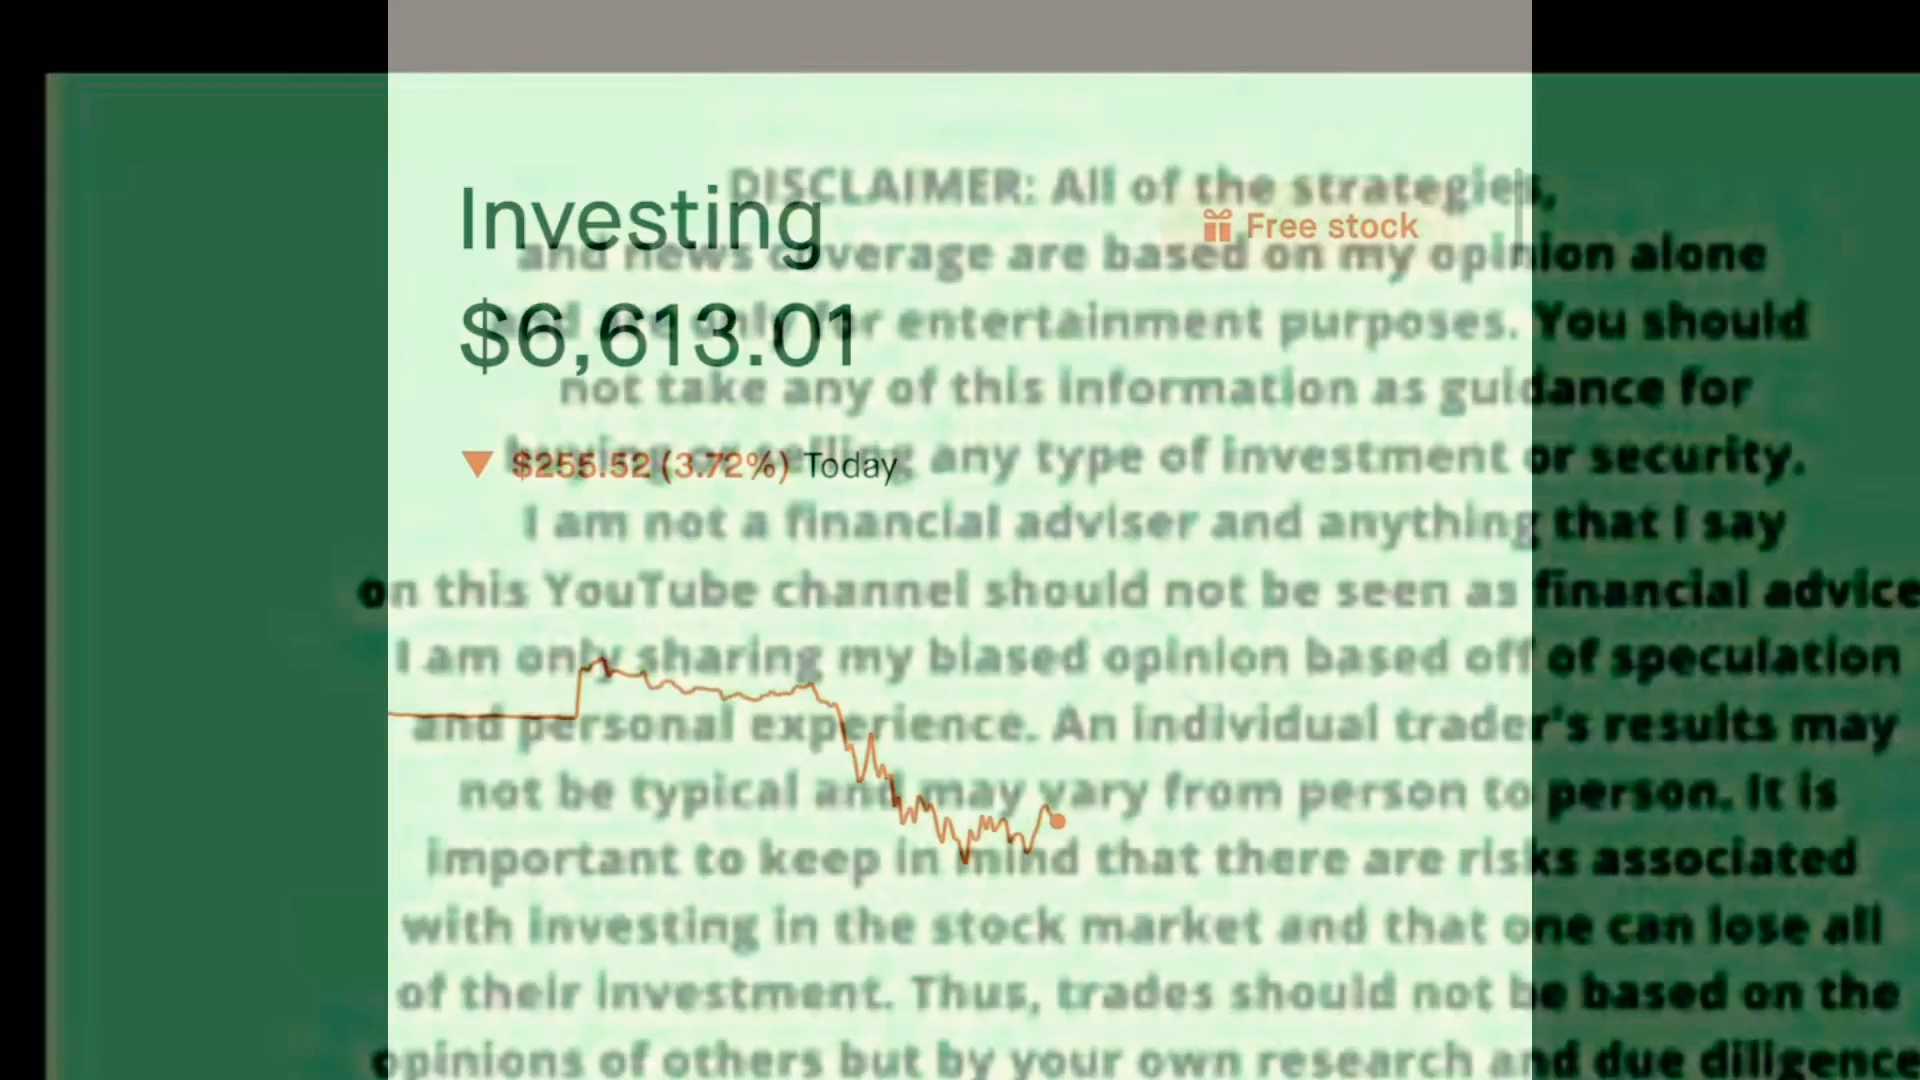 Investing
$6,613.01
$255.52 (3.72%) Today
Free stock
DISCLAIMER: All of the strategies,
and news coverage are based on my opinion alone
and are only for entertainment purposes. You should
not take any of this information as guidance for
buying or selling any type of investment or security.
I am not a financial adviser and anything that I say
on this YouTube channel should not be seen as financial advice
I am only sharing my biased opinion based off of speculation
and personal experience. An individual trader's results may
not be typical and may vary from person to person. It is
important to keep in mind that there are risks associated
with investing in the stock market and that one can lose all
of their investment. Thus, trades should not be based on the
opinions of others but by your own research and due diligence